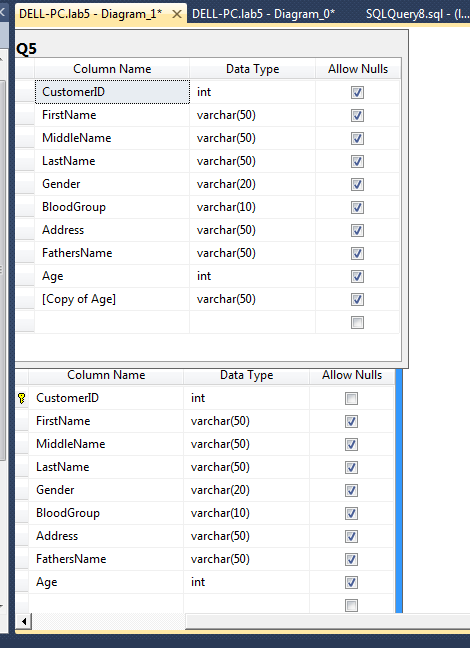 DELL-PC.lab5 - Diagram_1* DELL-PC.lab5 - Diagram_0* SQLQuery8.sql - (l...
Q5
Column Name Data Type Allow Nulls
CustomerID int
FirstName varchar(50)
MiddleName varchar(50)
LastName varchar(50)
Gender varchar(20)
BloodGroup varchar(10)
Address varchar(50)
FathersName varchar(50)
Age int
[Copy of Age] varchar(50)
Column Name Data Type Allow Nulls
CustomerID int
FirstName varchar(50)
MiddleName varchar(50)
LastName varchar(50)
Gender varchar(20)
BloodGroup varchar(10)
Address varchar(50)
FathersName varchar(50)
Age int